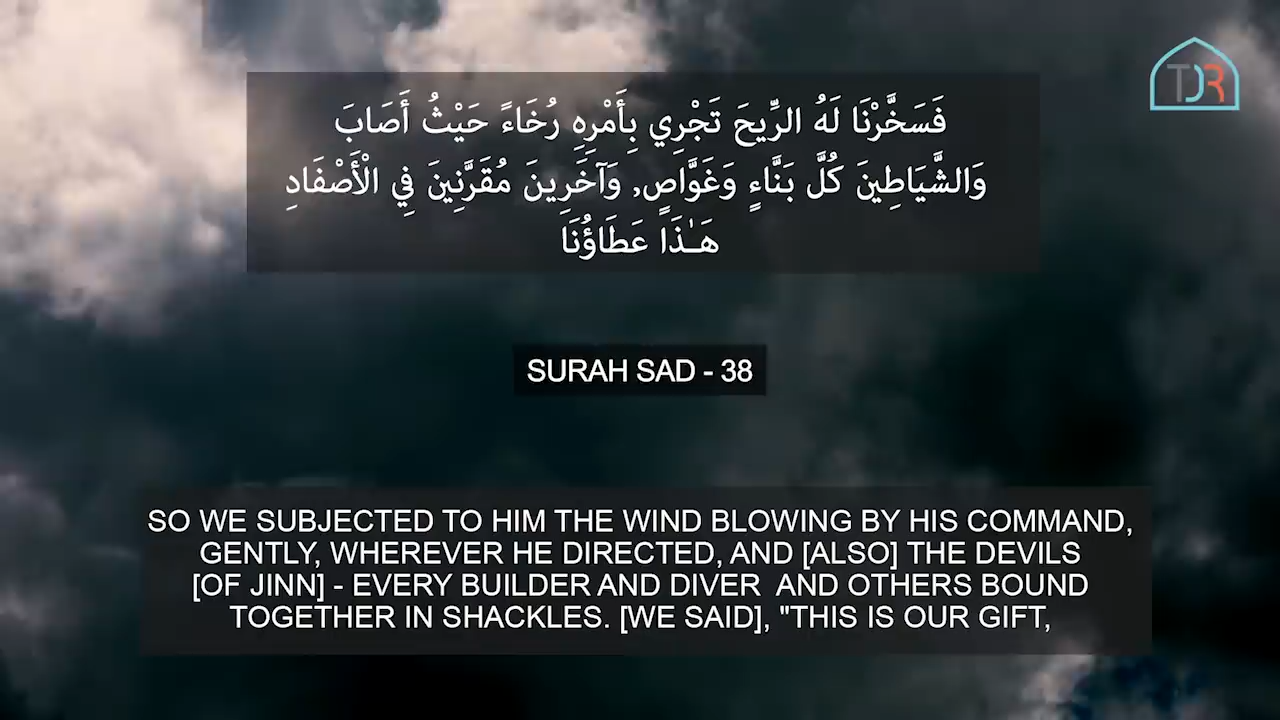 TDR
فَسَخَّرْنَا لَهُ الرِّيحَ تَجْرِي بِأَمْرِهِ رُخَاءً حَيْثُ أَصَابَ
وَالشَّيَاطِينَ كُلَّ بَنَّاءٍ وَغَوَّاصٍ, وَآخَرِينَ مُقَرَّنِينَ فِي الْأَصْفَادِ
هَـٰذَا عَطَاؤُنَا
SURAH SAD - 38
SO WE SUBJECTED TO HIM THE WIND BLOWING BY HIS COMMAND,
GENTLY, WHEREVER HE DIRECTED, AND [ALSO] THE DEVILS
[OF JINN] - EVERY BUILDER AND DIVER  AND OTHERS BOUND
TOGETHER IN SHACKLES. [WE SAID], "THIS IS OUR GIFT,